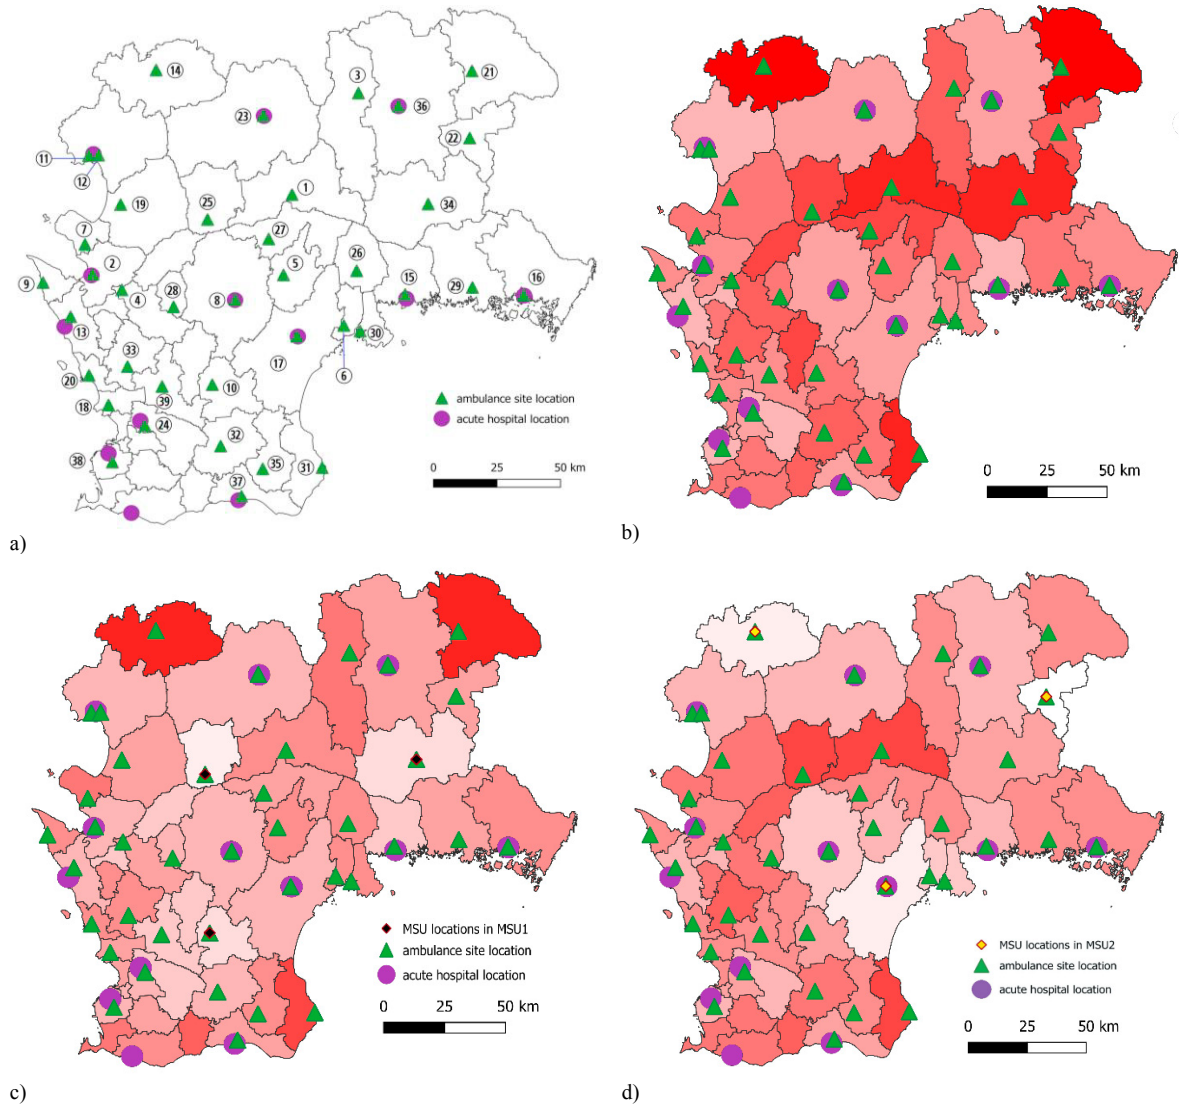 14
3
21
23
36
22
11
12
19
25
1
34
7
27
2
26
5
9
4
28
8
15
29
16
13
6
30
33
17
20
39
10
ambulance site location
18
24
acute hospital location
32
38
35
31
37
0
25
50 km
a)
0
25
50 km
b)
MSU locations in MSU1
ambulance site location
acute hospital location
0
25
50 km
c)
MSU locations in MSU2
ambulance site location
acute hospital location
0
25
50 km
d)